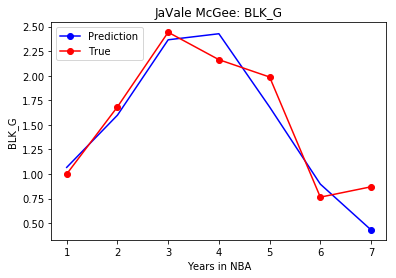 JaVale McGee: BLK_G
Prediction
True
2.50
2.25
2.00
1.75
1.50
1.25
1.00
0.75
0.50
BLK_G
1 2 3 4 5 6 7
Years in NBA